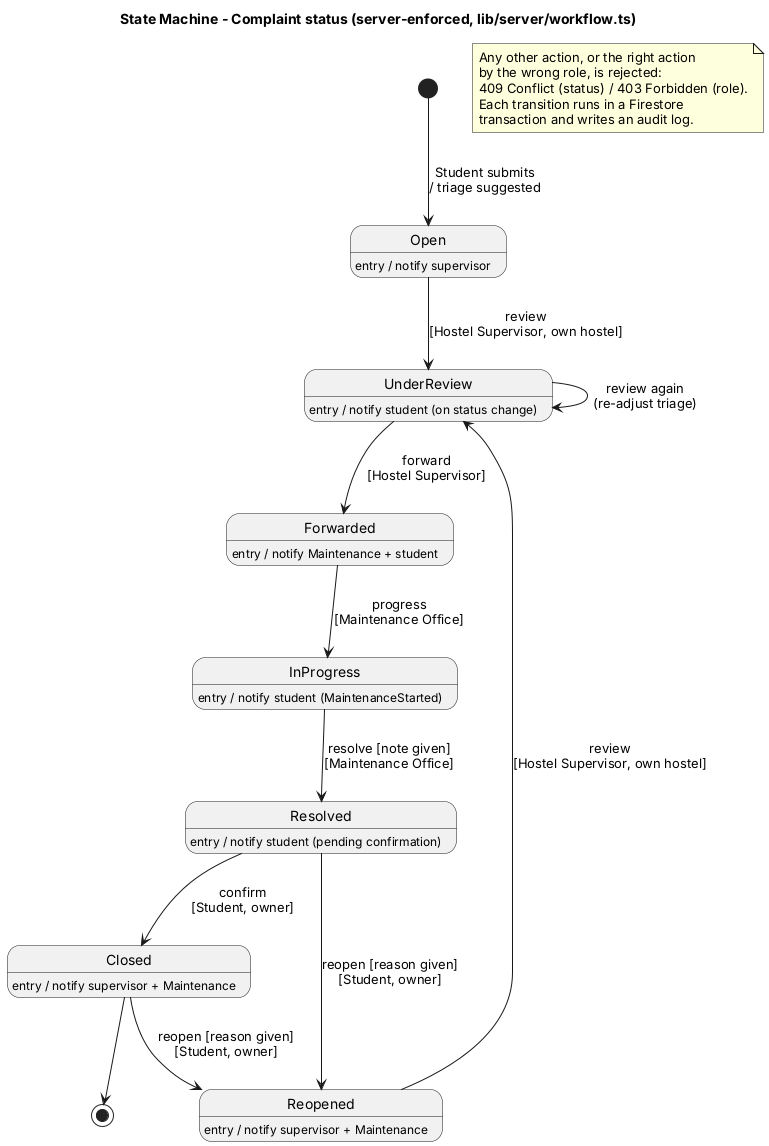 State Machine - Complaint status (server-enforced, lib/server/workflow.ts)
Any other action, or the right action
by the wrong role, is rejected:
409 Conflict (status) / 403 Forbidden (role).
Each transition runs in a Firestore
transaction and writes an audit log.
Student submits
/ triage suggested
Open
entry / notify supervisor
review
[Hostel Supervisor, own hostel]
UnderReview
entry / notify student (on status change)
review again
(re-adjust triage)
forward
[Hostel Supervisor]
Forwarded
entry / notify Maintenance + student
progress
[Maintenance Office]
InProgress
entry / notify student (MaintenanceStarted)
resolve [note given]
[Maintenance Office]
review
[Hostel Supervisor, own hostel]
Resolved
entry / notify student (pending confirmation)
confirm
[Student, owner]
Closed
entry / notify supervisor + Maintenance
reopen [reason given]
[Student, owner]
reopen [reason given]
[Student, owner]
Reopened
entry / notify supervisor + Maintenance